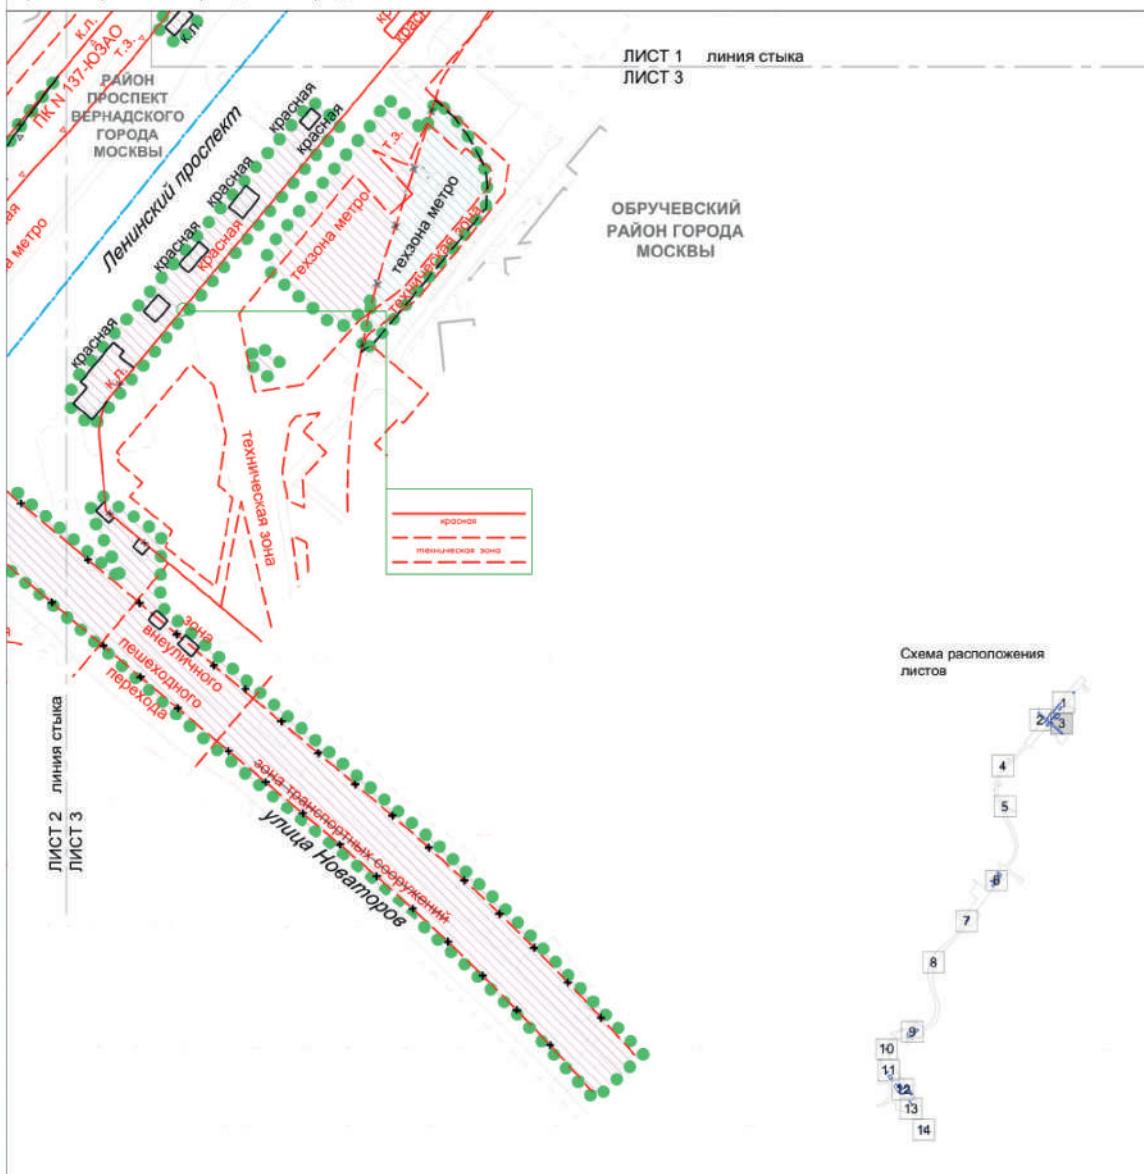 ЛИСТ 1 линия стыка
ЛИСТ 3
к.л.
т.з.
ПК N 137-ЮЗАО
к.л.
РАЙОН
ПРОСПЕКТ
ВЕРНАДСКОГО
ГОРОДА
МОСКВЫ
Ленинский проспект
красная
красная
красная
красная
красная
красная
к.л.
т.з.
техзона метро
техзона метро
техническая зона
ОБРУЧЕВСКИЙ
РАЙОН ГОРОДА
МОСКВЫ
а метро
техническая зона
красная
техническая зона
зона
внеуличного
пешеходного
перехода
зона транспортных сооружений
улица Новаторов
ЛИСТ 2 линия стыка
ЛИСТ 3
Схема расположения
листов
1
2
3
4
5
6
7
8
9
10
11
12
13
14